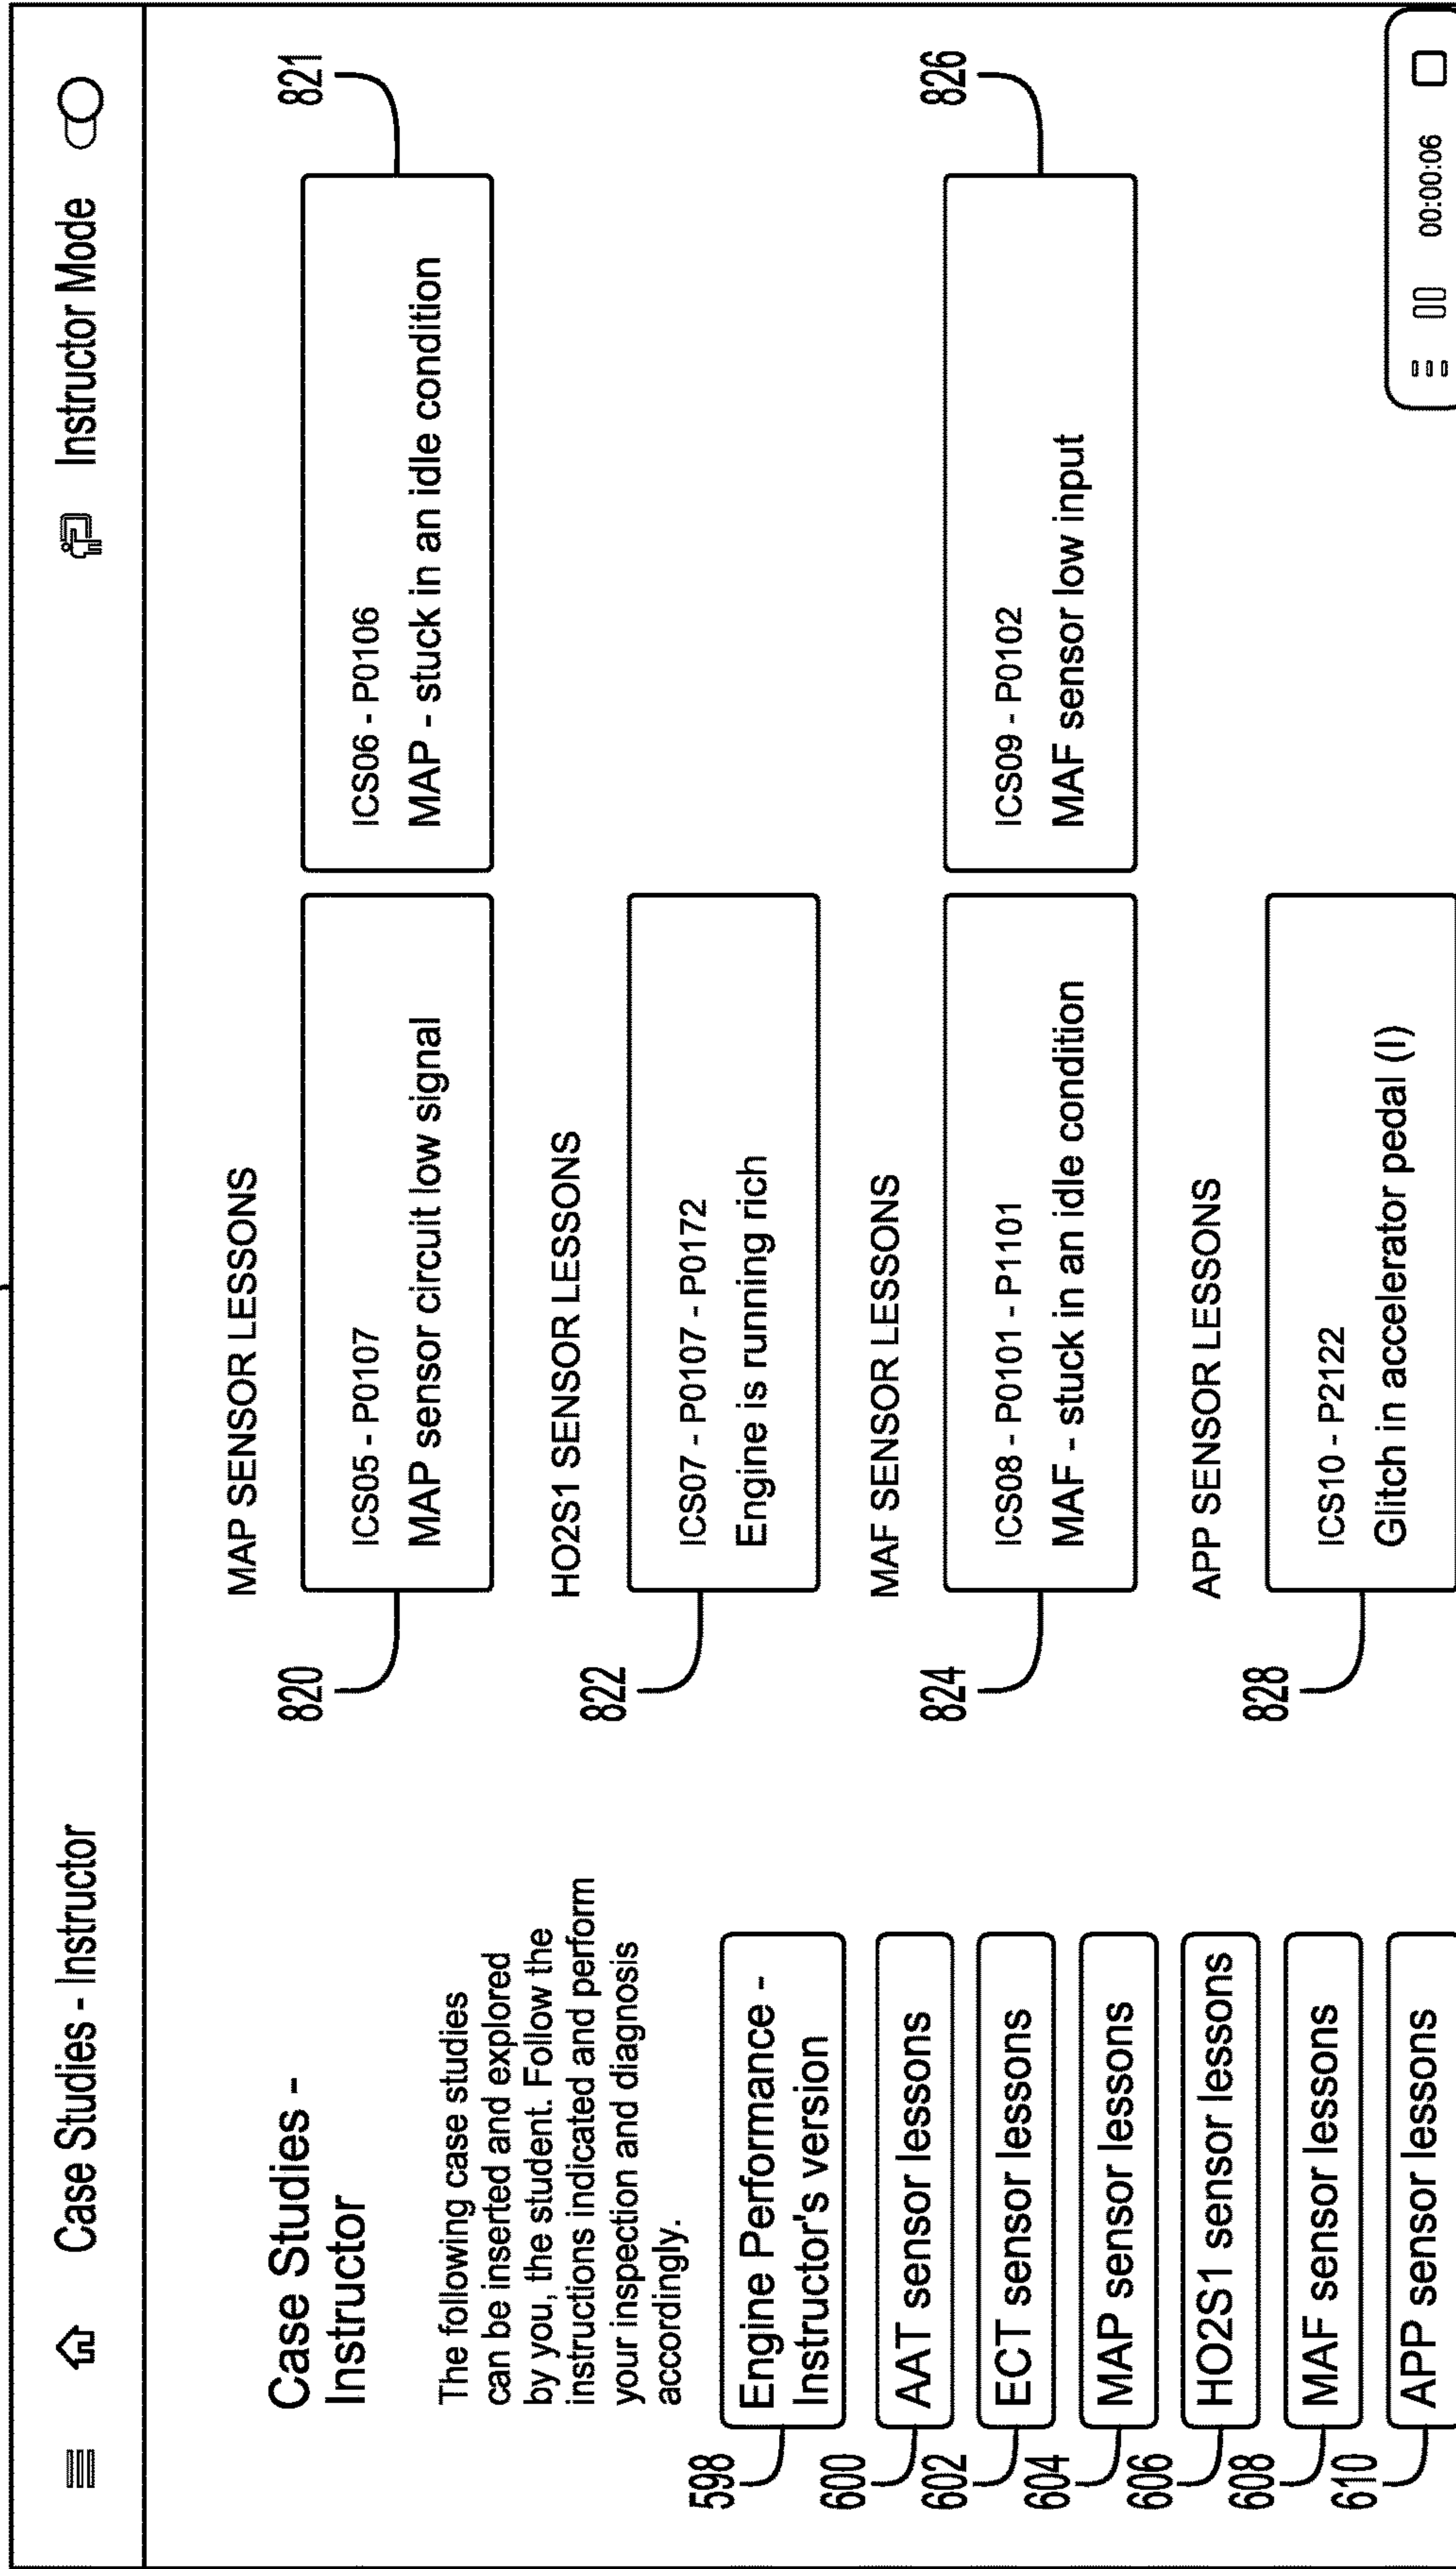 Case Studies - Instructor
Instructor Mode
Case Studies -
Instructor
The following case studies
can be inserted and explored
by you, the student. Follow the
instructions indicated and perform
your inspection and diagnosis
accordingly.
598
Engine Performance -
Instructor's version
600
AAT sensor lessons
602
ECT sensor lessons
604
MAP sensor lessons
606
HO2S1 sensor lessons
608
MAF sensor lessons
610
APP sensor lessons
MAP SENSOR LESSONS
820
ICS05 - P0107
MAP sensor circuit low signal
821
ICS06 - P0106
MAP - stuck in an idle condition
HO2S1 SENSOR LESSONS
822
ICS07 - P0107 - P0172
Engine is running rich
MAF SENSOR LESSONS
824
ICS08 - P0101 - P1101
MAF - stuck in an idle condition
826
ICS09 - P0102
MAF sensor low input
APP SENSOR LESSONS
828
ICS10 - P2122
Glitch in accelerator pedal (I)
00:00:06